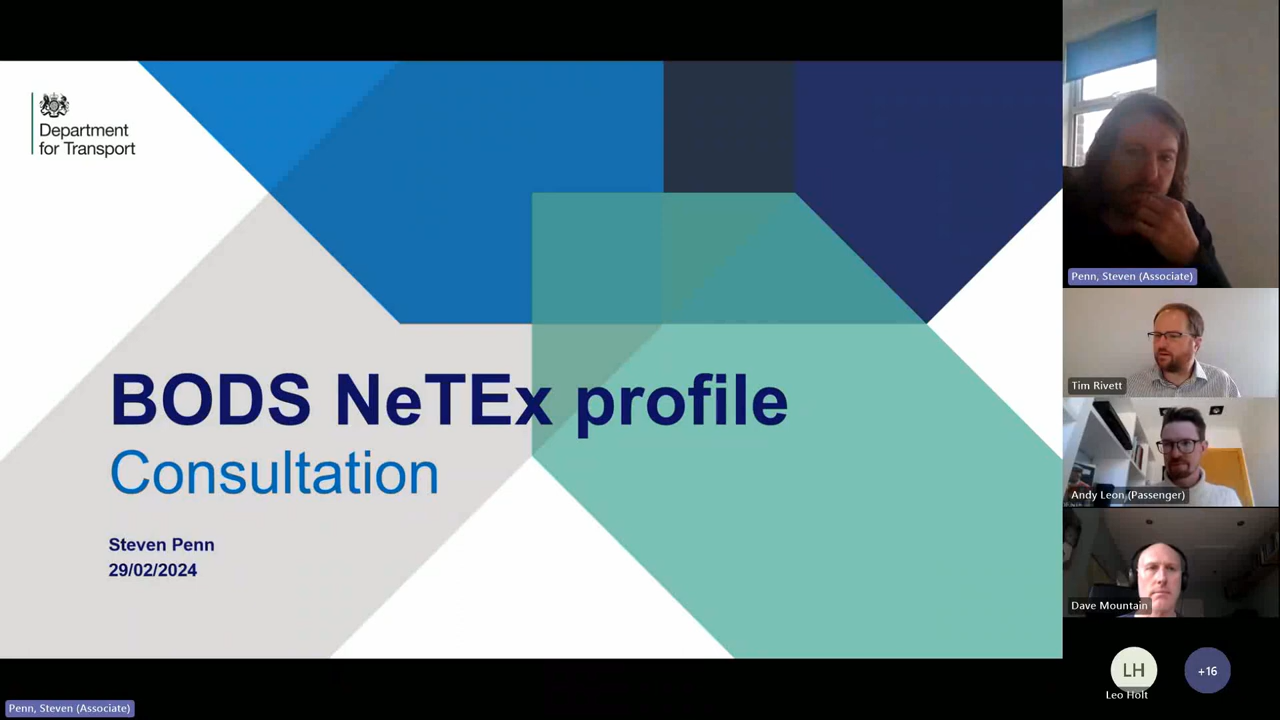 Department
for Transport
BODS NeTEx profile
Consultation
Steven Penn
29/02/2024
Penn, Steven (Associate)
Tim Rivett
Andy Leon (Passenger)
Dave Mountain
LH
Leo Holt
+16
Penn, Steven (Associate)